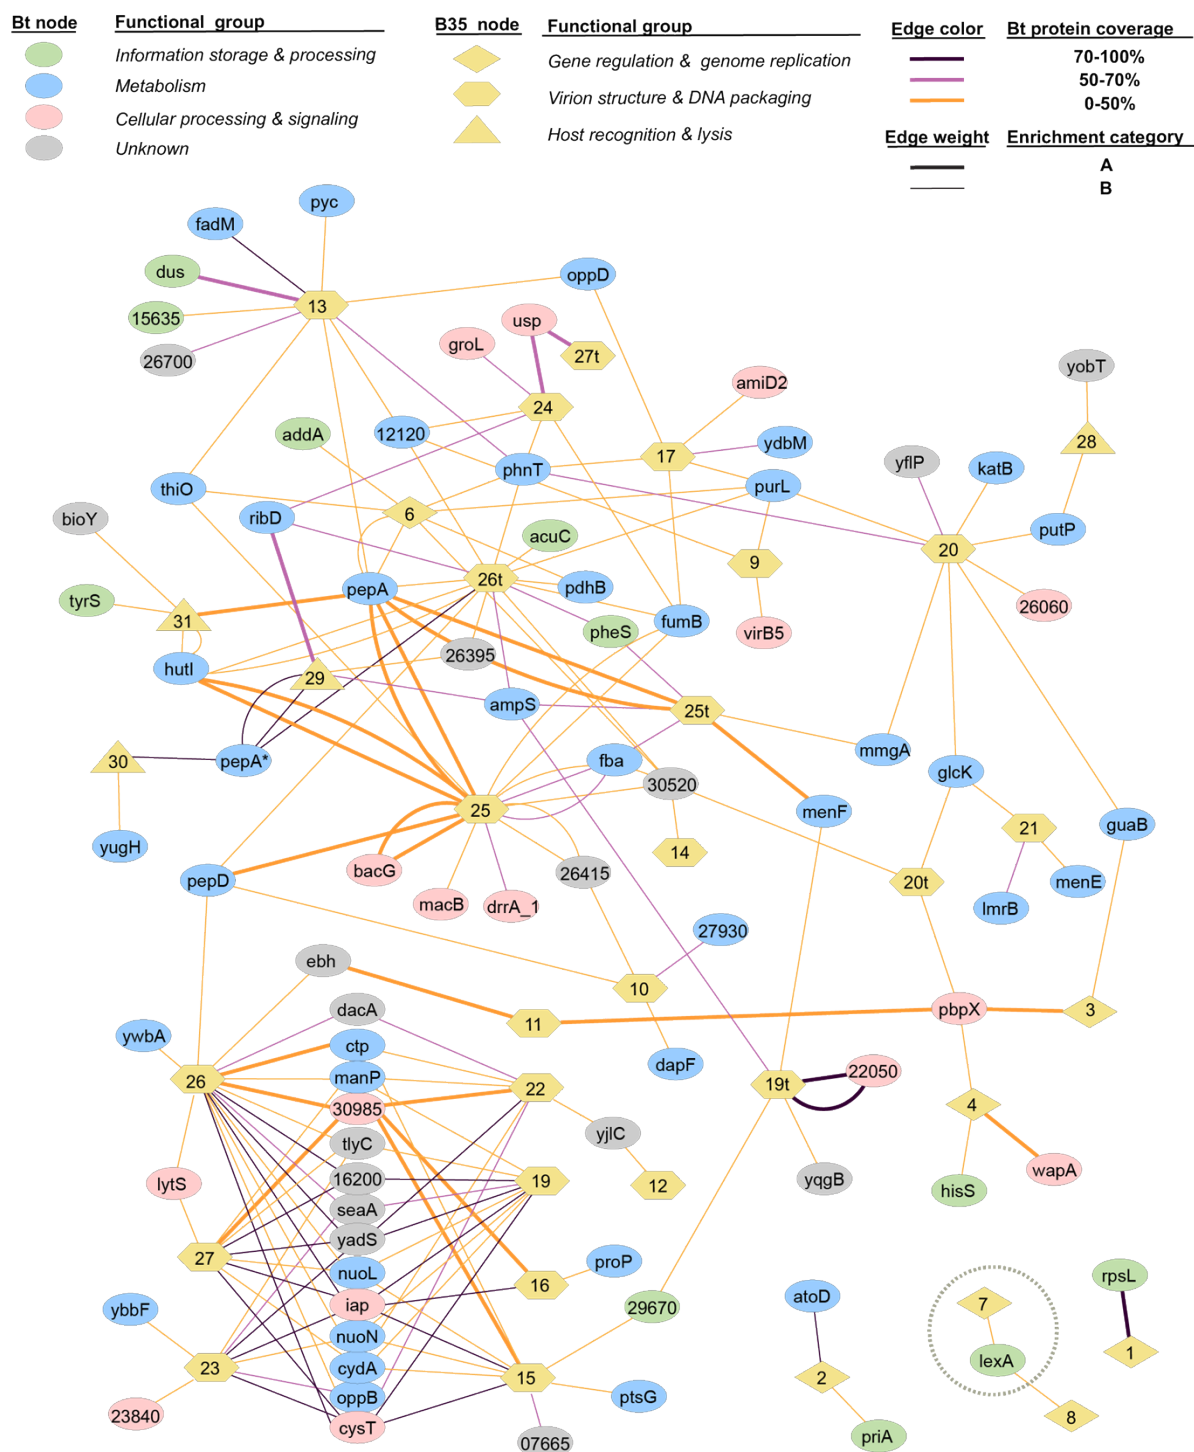 Bt node Functional group B35 node Functional group Edge color Bt protein coverage
Information storage & processing Gene regulation & genome replication 70-100%
Metabolism Virion structure & DNA packaging 50-70%
Cellular processing & signaling Host recognition & lysis 0-50%
Unknown
Edge weight Enrichment category
A
B
pyc
fadM
dus
oppD
13
15635
usp
26700
groL
27t
amiD2
yobT
24
addA
12120
ydbM
28
17
yflP
katB
phnT
thiO
purL
bioY
ribD
6
putP
acuC
20
9
26t
pepA
pdhB
tyrS
26060
31
fumB
pheS
virB5
26395
hutI
29
ampS
25t
mmgA
pepA*
30
fba
glcK
30520
25
menF
guaB
21
yugH
14
bacG
26415
pepD
20t
menE
macB
drrA_1
lmrB
27930
ebh
10
dacA
11
pbpX
3
ywbA
ctp
dapF
26
manP
22
19t
22050
30985
4
yjlC
tlyC
wapA
lytS
16200
19
12
yqgB
hisS
seaA
yadS
27
proP
nuoL
16
rpsL
atoD
7
iap
29670
ybbF
nuoN
1
lexA
23
cydA
15
2
oppB
ptsG
23840
cysT
8
07665
priA